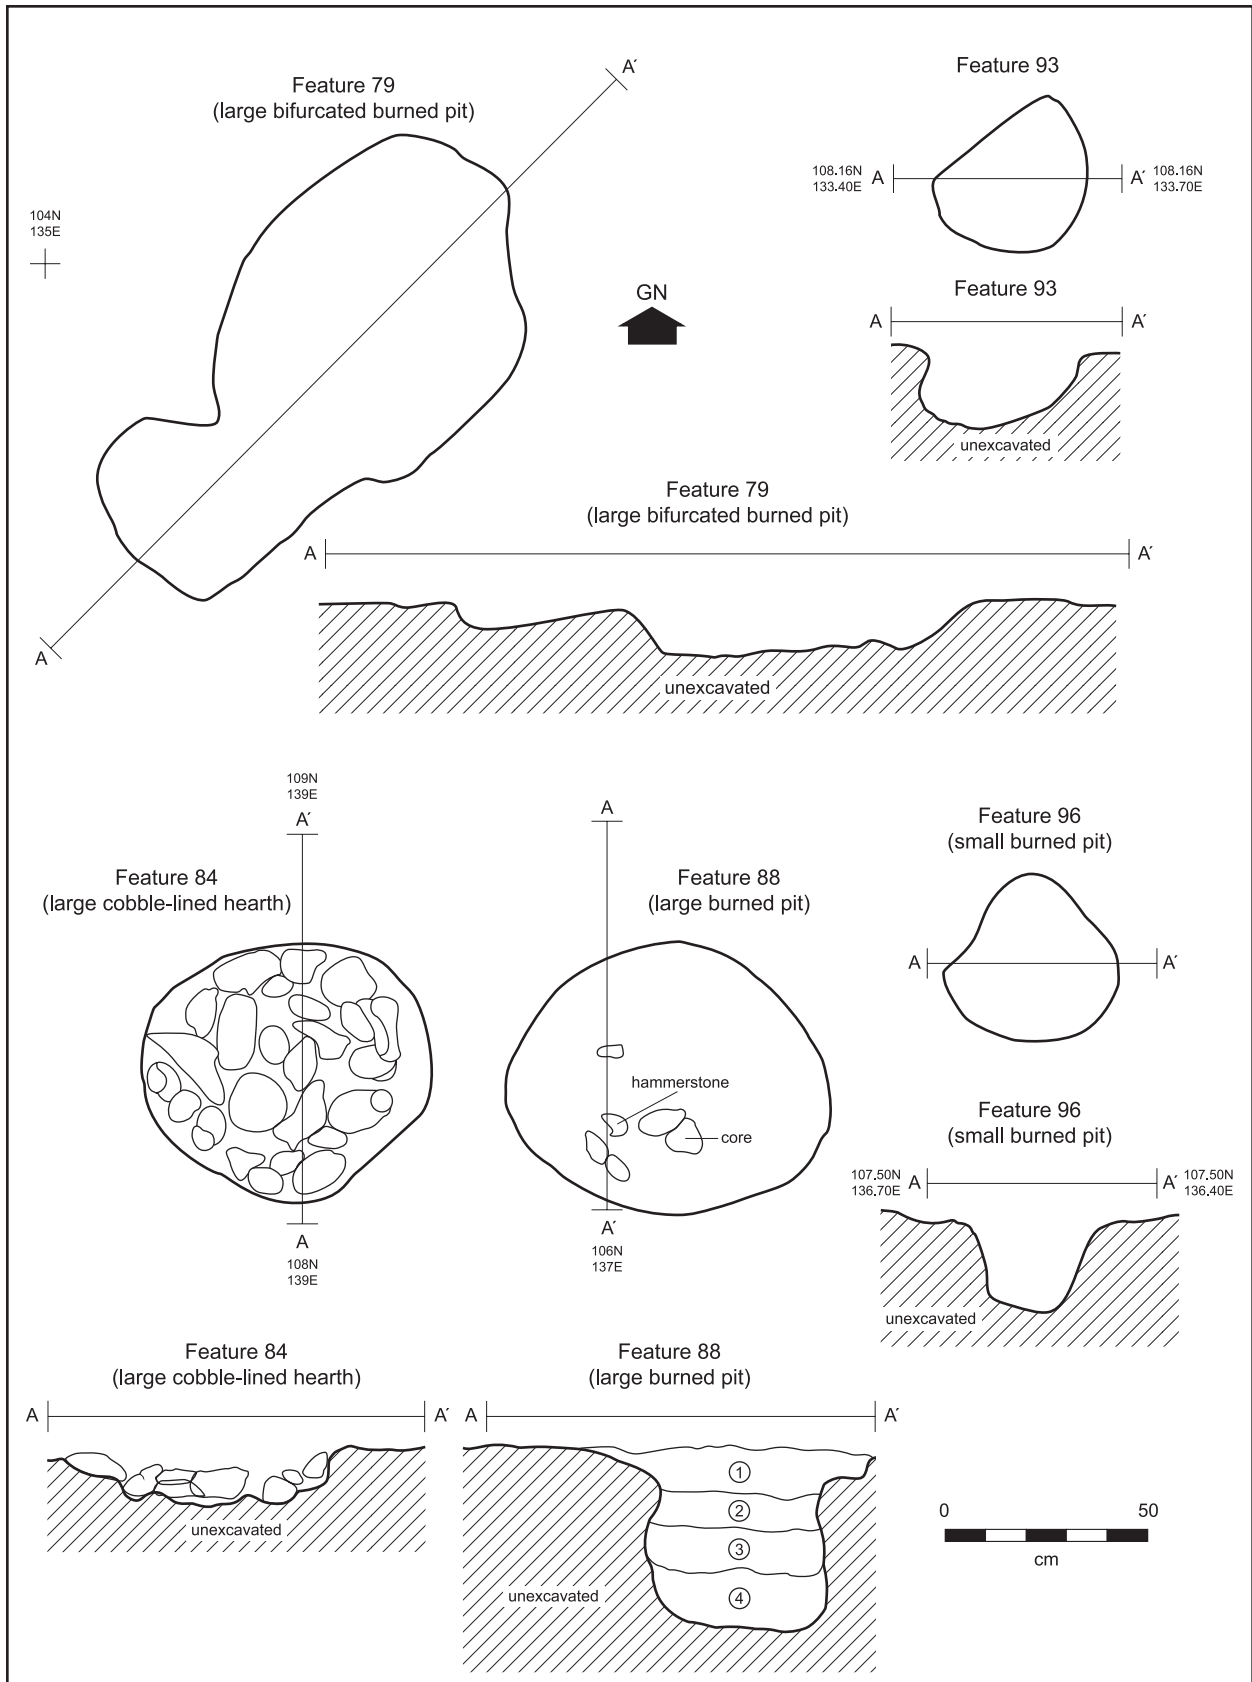 Feature 79
(large bifurcated burned pit)
A′
A
104N
135E
GN
Feature 93
108.16N
133.40E
A
A′
108.16N
133.70E
Feature 93
A
A′
unexcavated
Feature 79
(large bifurcated burned pit)
A
A′
unexcavated
109N
139E
A′
Feature 84
(large cobble-lined hearth)
A
108N
139E
A
Feature 88
(large burned pit)
hammerstone
core
A′
106N
137E
Feature 96
(small burned pit)
A
A′
Feature 96
(small burned pit)
107.50N
136.70E
A
A′
107.50N
136.40E
unexcavated
Feature 84
(large cobble-lined hearth)
A
A′
unexcavated
Feature 88
(large burned pit)
A
A′
1
2
3
4
unexcavated
0
50
cm